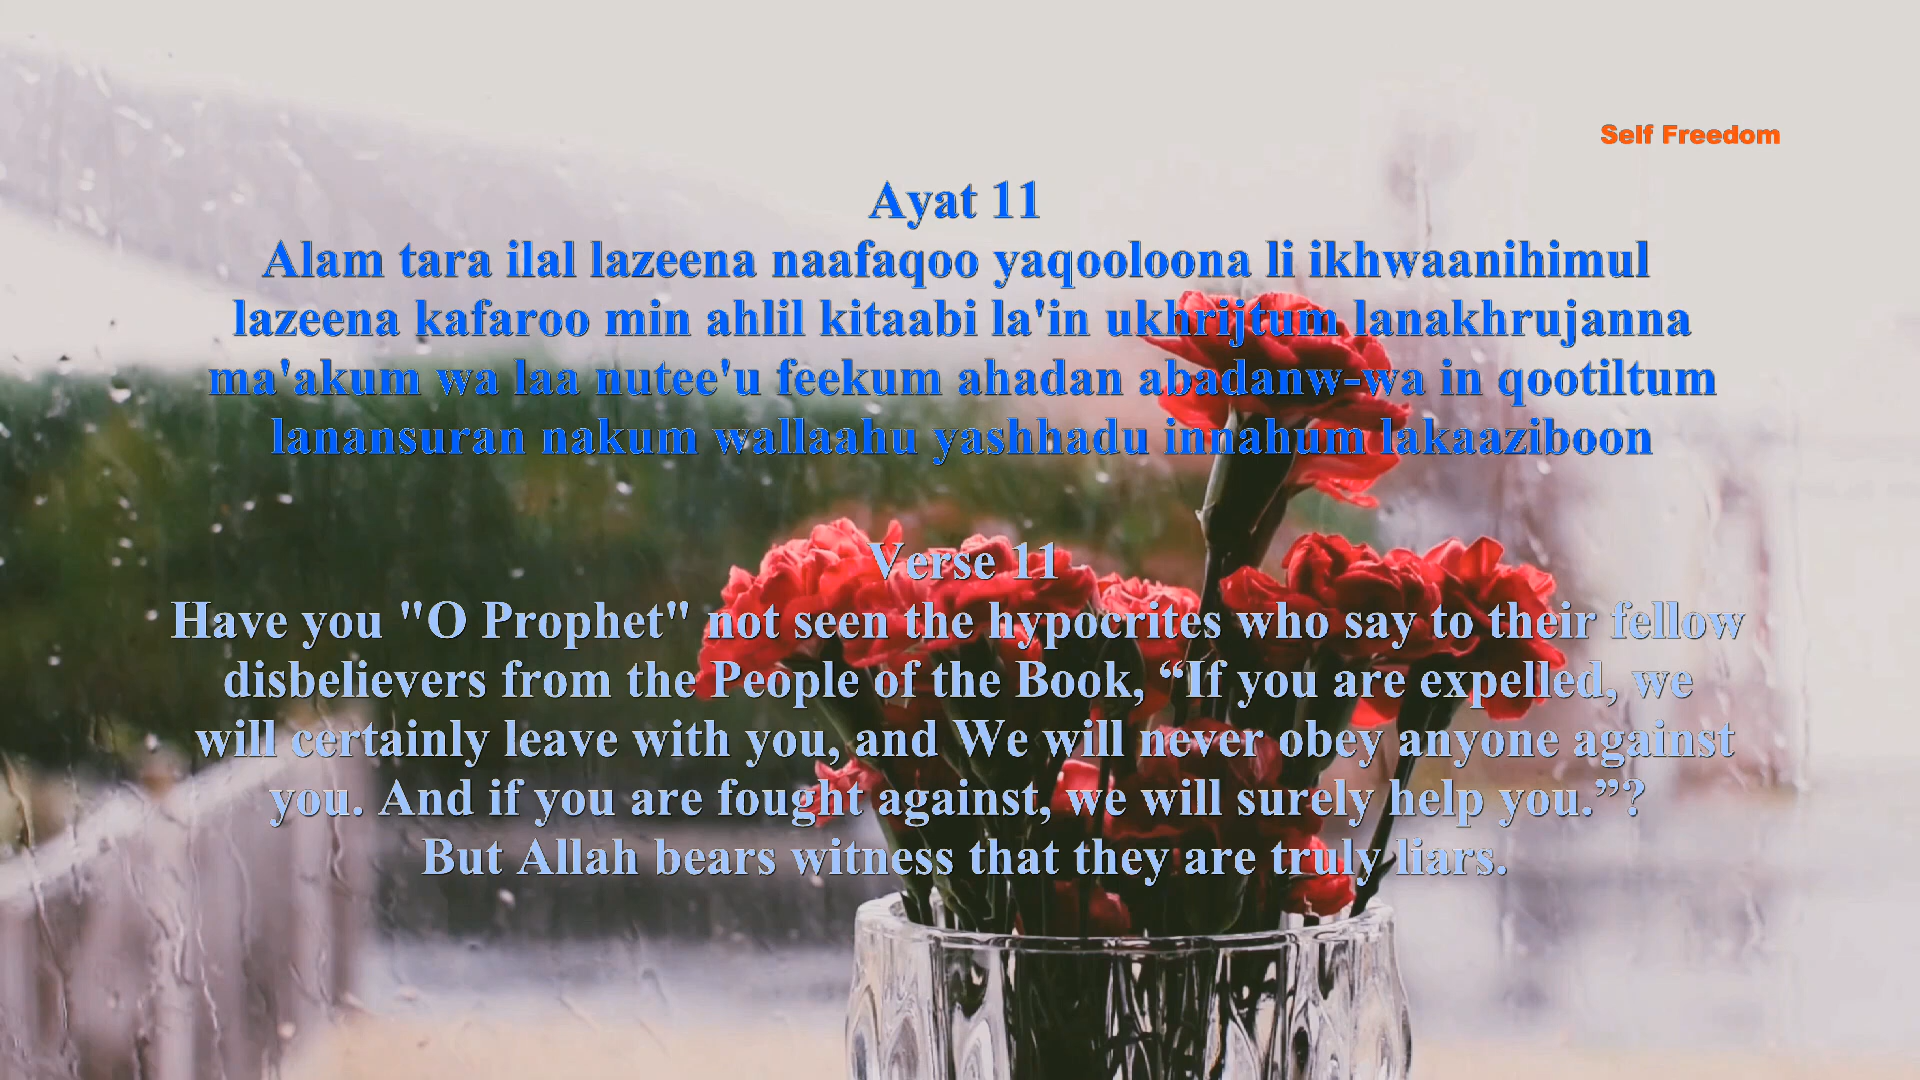 Self Freedom
Ayat 11
Alam tara ilal lazeena naafaqoo yaqooloona li ikhwaanihimul
lazeena kafaroo min ahlil kitaabi la'in ukhrijtum lanakhrujanna
ma'akum wa laa nutee'u feekum ahadan abadanw-wa in qootiltum
lanansuran nakum wallaahu yashhadu innahum lakaaziboon
Verse 11
Have you "O Prophet" not seen the hypocrites who say to their fellow
disbelievers from the People of the Book, “If you are expelled, we
will certainly leave with you, and We will never obey anyone against
you. And if you are fought against, we will surely help you.”?
But Allah bears witness that they are truly liars.